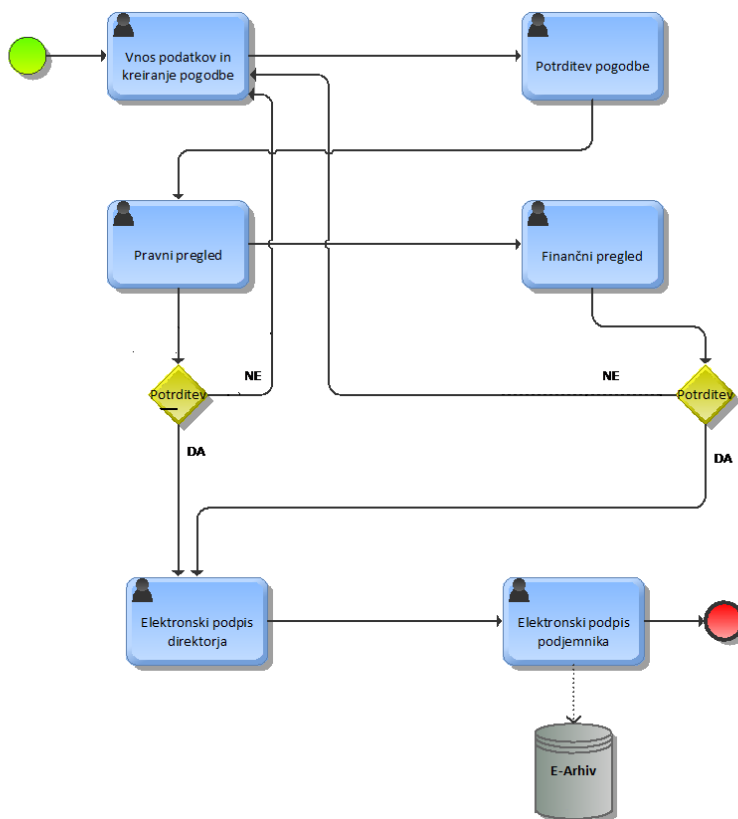 Vnos podatkov in
kreiranje pogodbe
Potrditev pogodbe
Pravni pregled
Finančni pregled
NE
NE
Potrditev
Potrditev
DA
DA
Elektronski podpis
direktorja
Elektronski podpis
podjemnika
E-Arhiv